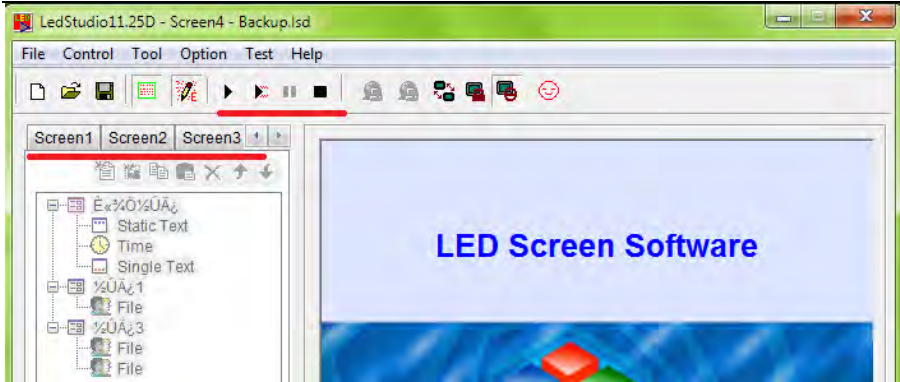 LedStudio11.25D - Screen4 - Backup.lsd
File Control Tool Option Test Help
Screen1 Screen2 Screen3
È«¾Ö½ÚÄ¿
Static Text
Time
Single Text
½ÚÄ¿1
File
½ÚÄ¿3
File
File
LED Screen Software